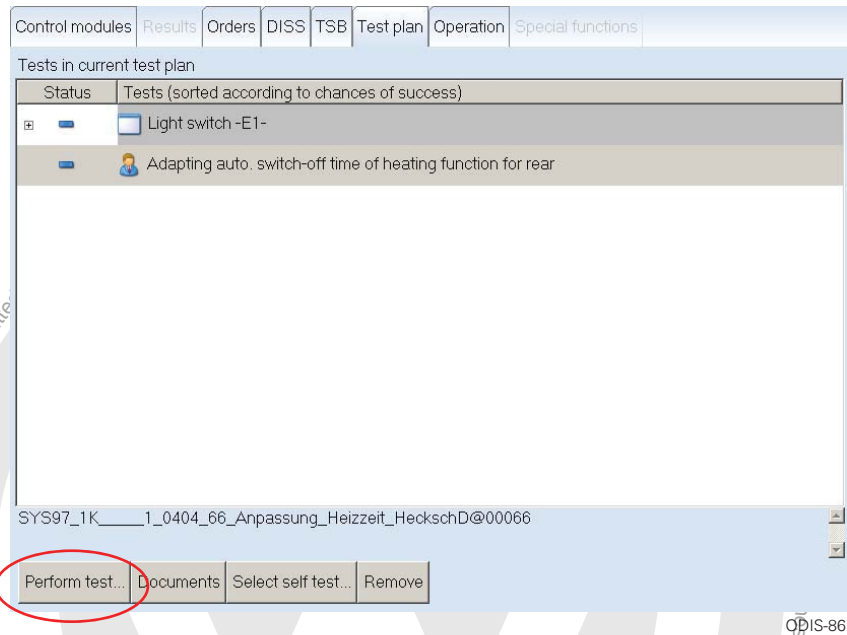 Control modules Results Orders DISS TSB Test plan Operation Special functions
Tests in current test plan
Status Tests (sorted according to chances of success)
Light switch -E1-
Adapting auto. switch-off time of heating function for rear
SYS97_1K_____1_0404_66_Anpassung_Heizzeit_HeckschD@00066
Perform test... Documents Select self test... Remove
ODIS-86